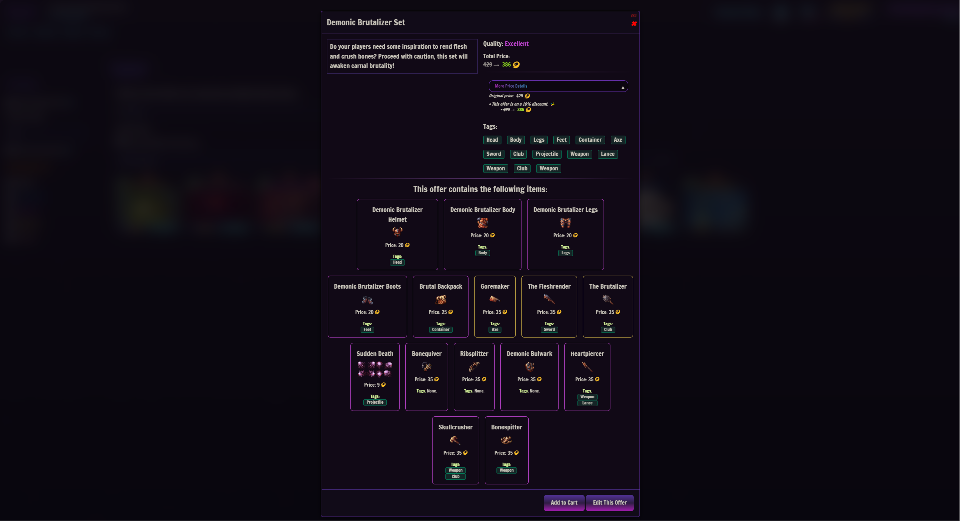 Demonic Brutalizer Set
Do your players need some inspiration to rend flesh
and crush bones? Proceed with caution, this set will
awaken carnal brutality!
Quality: Excellent
Total Price:
429 → 386
More Price Details
Original price: 429
• This offer is on a 10% discount.
Tags:
Head Body Legs Feet Container Axe
Sword Club Projectile Weapon Lance
Weapon Club Weapon
This offer contains the following items:
Demonic Brutalizer
Helmet
Price: 20
Tags:
Head
Demonic Brutalizer Body
Price: 20
Tags:
Body
Demonic Brutalizer Legs
Price: 20
Tags:
Legs
Demonic Brutalizer Boots
Price: 20
Tags:
Feet
Brutal Backpack
Price: 25
Tags:
Container
Goremaker
Price: 35
Tags:
Axe
The Fleshrender
Price: 35
Tags:
Sword
The Brutalizer
Price: 35
Tags:
Club
Sudden Death
Price: 9
Tags:
Projectile
Bonequiver
Price: 35
Tags: None.
Ribsplitter
Price: 35
Tags: None.
Demonic Bulwark
Price: 35
Tags: None.
Heartpiercer
Price: 35
Tags:
Weapon
Lance
Skullcrusher
Price: 35
Tags:
Weapon
Club
Bonespitter
Price: 35
Tags:
Weapon
Add to Cart
Edit This Offer